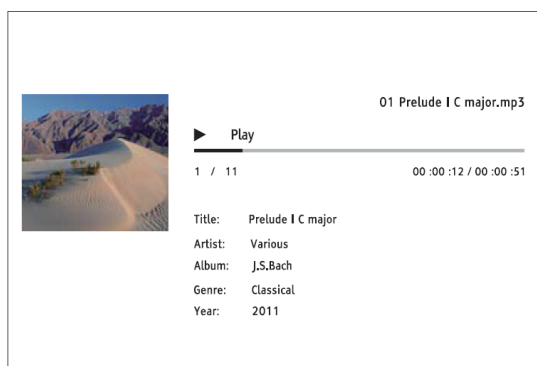 01 Prelude I C major.mp3
Play
1 / 11
00 :00 :12 / 00 :00 :51
Title: Prelude I C major
Artist: Various
Album: J.S.Bach
Genre: Classical
Year: 2011